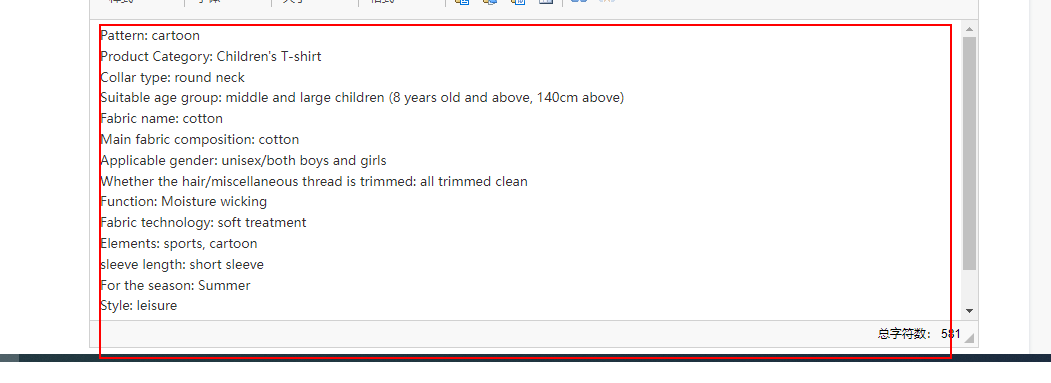 Pattern: cartoon
Product Category: Children's T-shirt
Collar type: round neck
Suitable age group: middle and large children (8 years old and above, 140cm above)
Fabric name: cotton
Main fabric composition: cotton
Applicable gender: unisex/both boys and girls
Whether the hair/miscellaneous thread is trimmed: all trimmed clean
Function: Moisture wicking
Fabric technology: soft treatment
Elements: sports, cartoon
sleeve length: short sleeve
For the season: Summer
Style: leisure
总字符数： 581